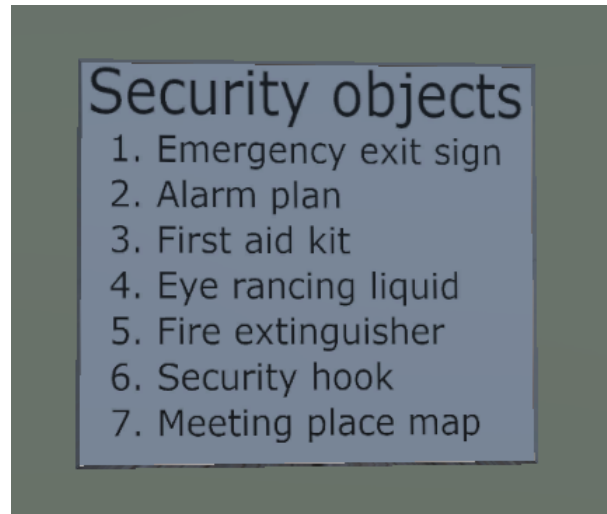 Security objects
1. Emergency exit sign
2. Alarm plan
3. First aid kit
4. Eye rancing liquid
5. Fire extinguisher
6. Security hook
7. Meeting place map